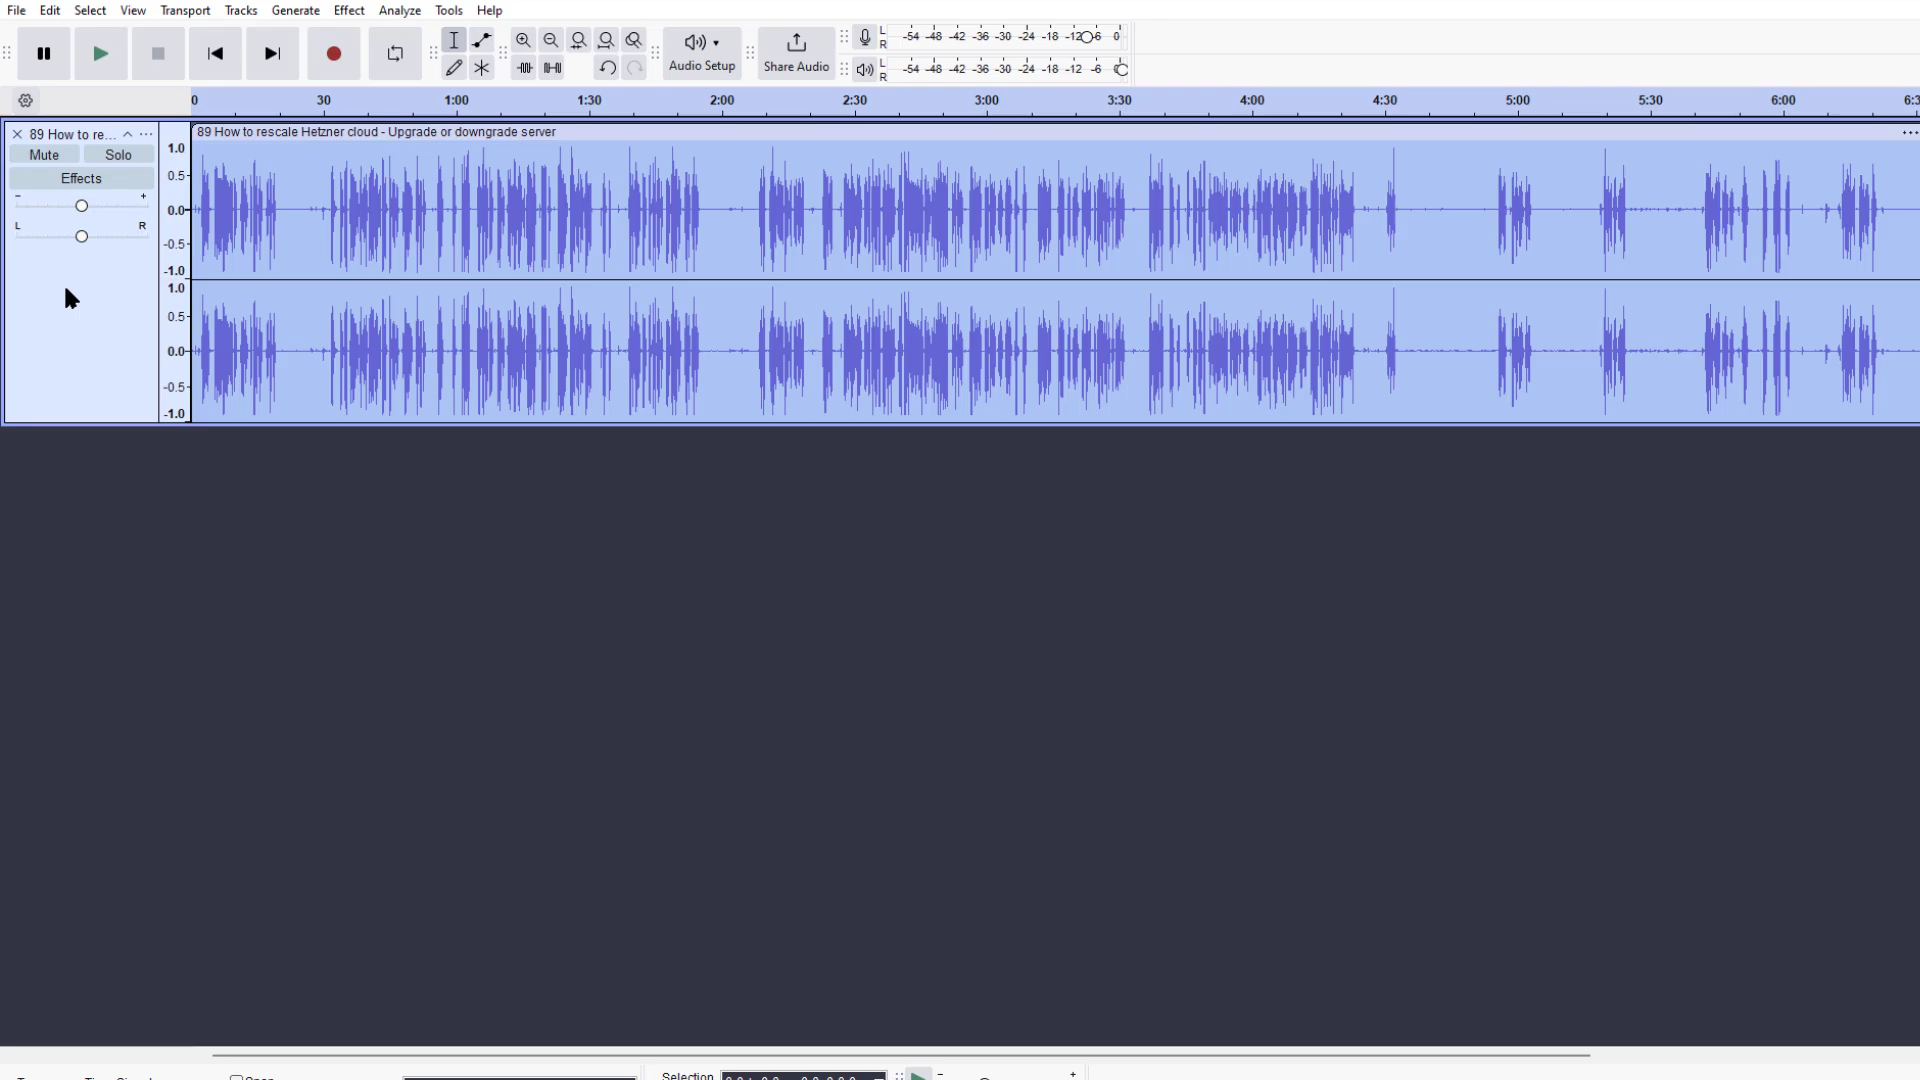 File Edit Select View Transport Tracks Generate Effect Analyze Tools Help
Audio Setup
Share Audio
L
R
-54 -48 -42 -36 -30 -24 -18 -12 -6 0
L
R
-54 -48 -42 -36 -30 -24 -18 -12 -6
0 30 1:00 1:30 2:00 2:30 3:00 3:30 4:00 4:30 5:00 5:30 6:00 6:3
89 How to re...
89 How to rescale Hetzner cloud - Upgrade or downgrade server
Mute Solo
Effects
- +
L R
1.0
0.5
0.0
-0.5
-1.0
1.0
0.5
0.0
-0.5
-1.0
Selection